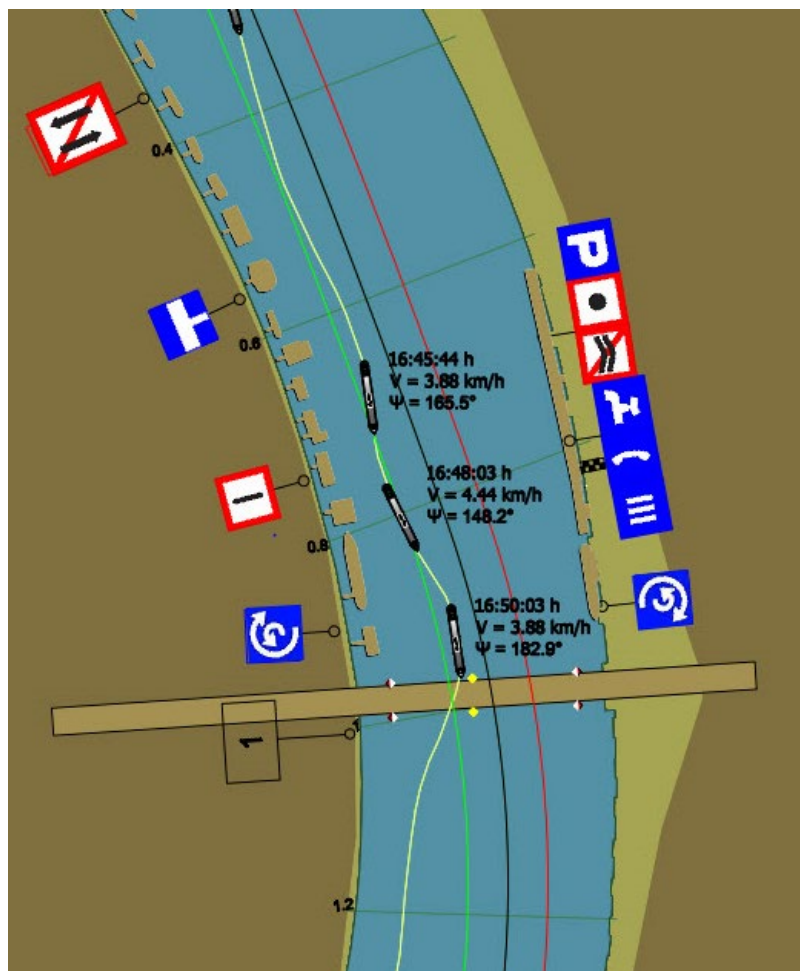 0.4
P
0.6
16:45:44 h
V = 3.88 km/h
Ψ = 165.5°
16:48:03 h
V = 4.44 km/h
Ψ = 148.2°
0.8
16:50:03 h
V = 3.88 km/h
Ψ = 182.9°
1
1
1.2